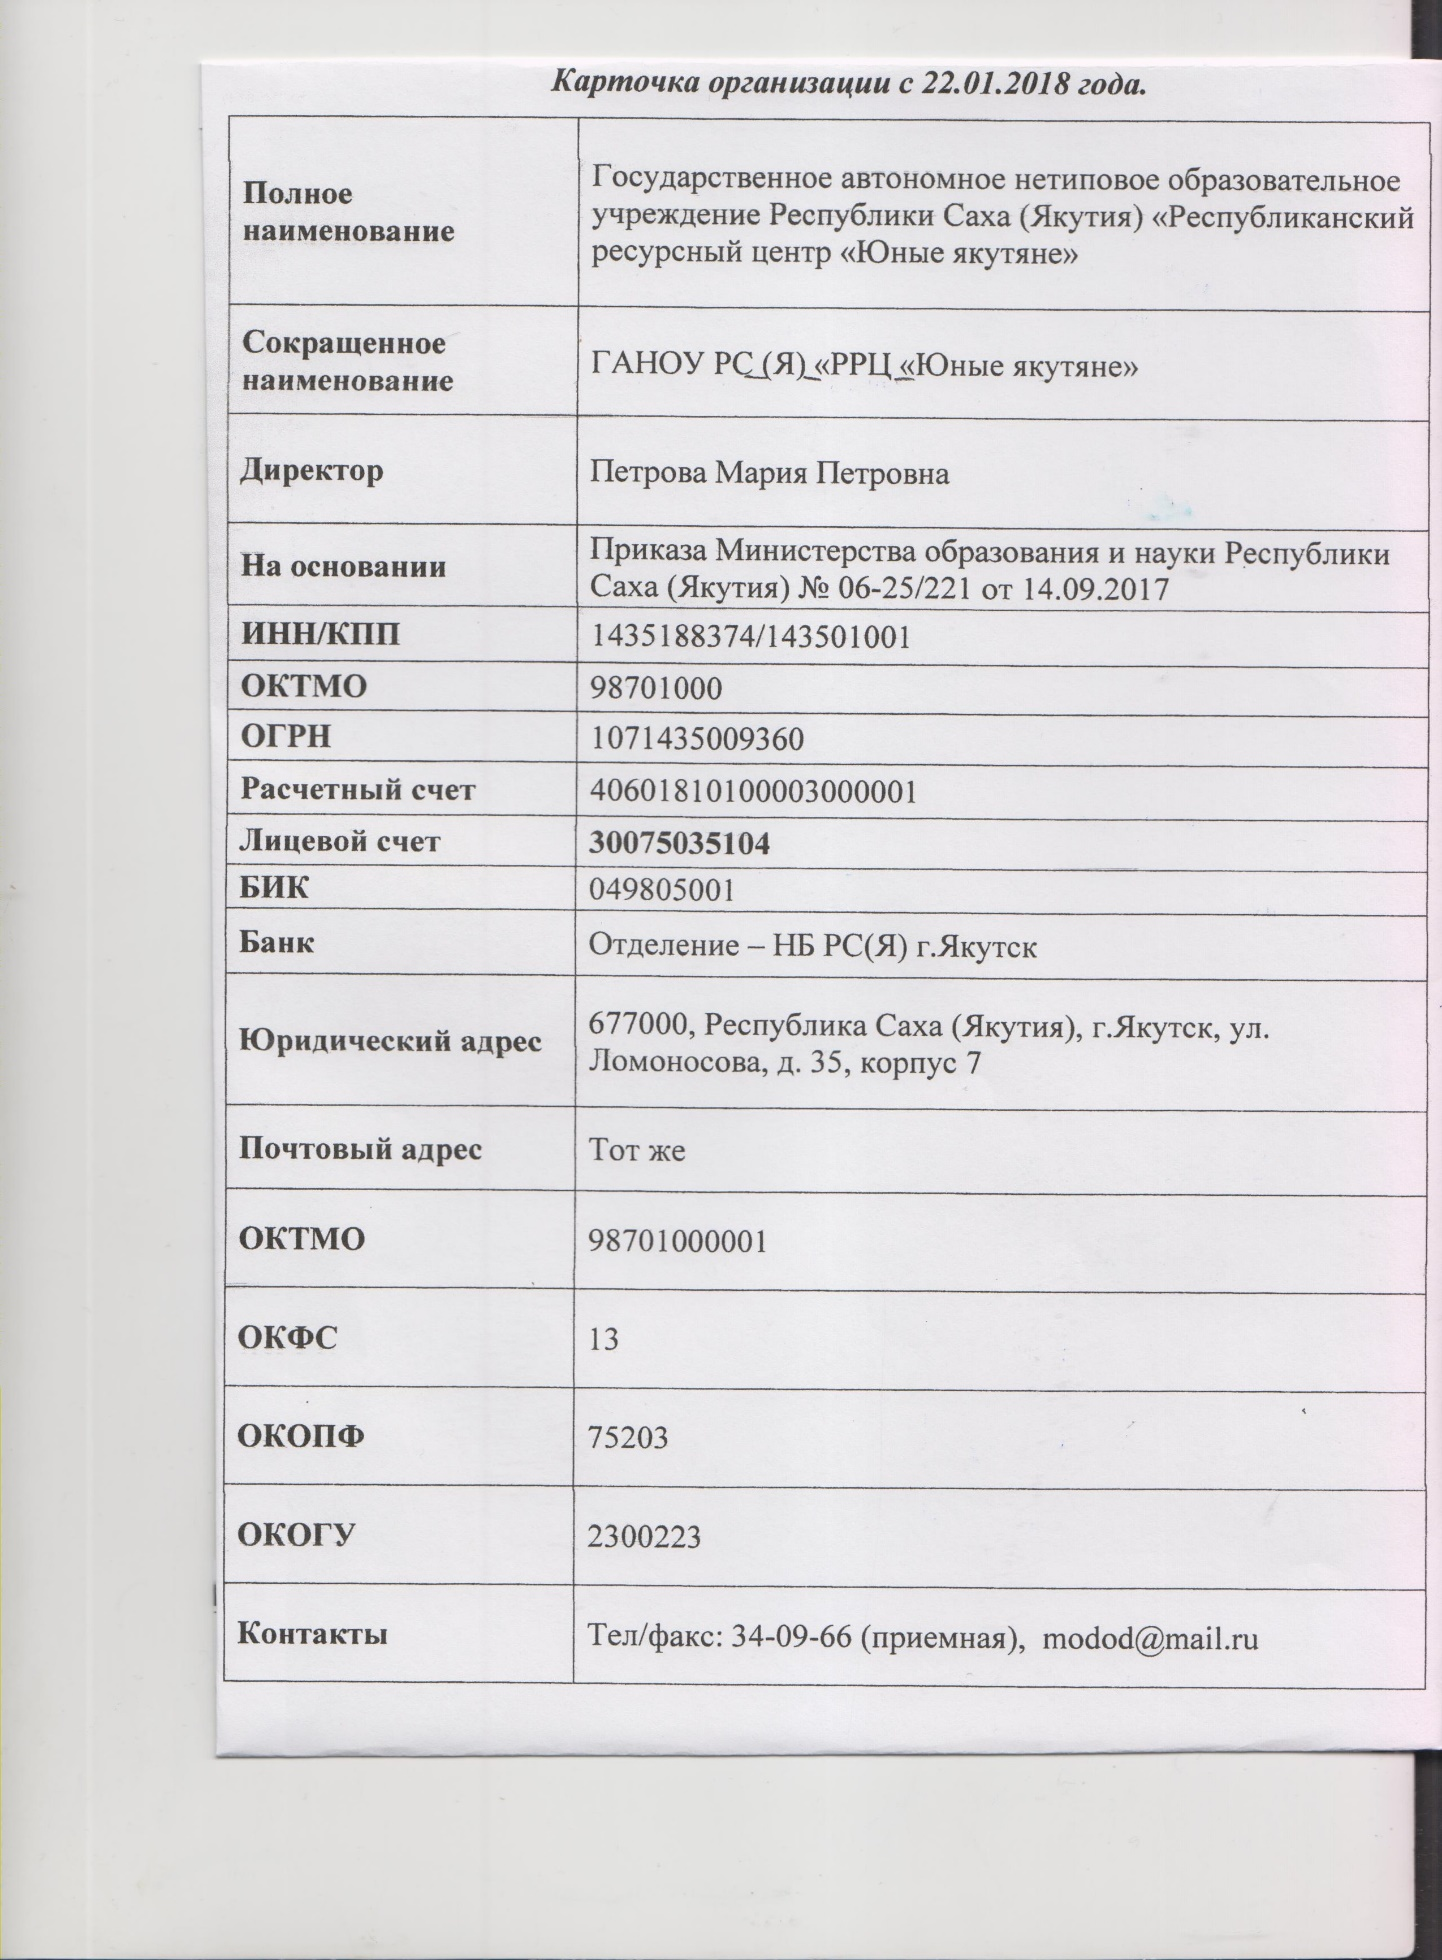 Карточка организации с 22.01.2018 года.
Полное
наименование
Государственное автономное нетиповое образовательное
учреждение Республики Саха (Якутия) «Республиканский
ресурсный центр «Юные якутяне»
Сокращенное
наименование
ГАНОУ РС (Я) «РРЦ «Юные якутяне»
Директор
Петрова Мария Петровна
На основании
Приказа Министерства образования и науки Республики
Саха (Якутия) № 06-25/221 от 14.09.2017
ИНН/КПП
1435188374/143501001
ОКТМО
98701000
ОГРН
1071435009360
Расчетный счет
40601810100003000001
Лицевой счет
30075035104
БИК
049805001
Банк
Отделение – НБ РС(Я) г.Якутск
Юридический адрес
677000, Республика Саха (Якутия), г.Якутск, ул.
Ломоносова, д. 35, корпус 7
Почтовый адрес
Тот же
ОКТМО
98701000001
ОКФС
13
ОКОПФ
75203
ОКОГУ
2300223
Контакты
Тел/факс: 34-09-66 (приемная), modod@mail.ru